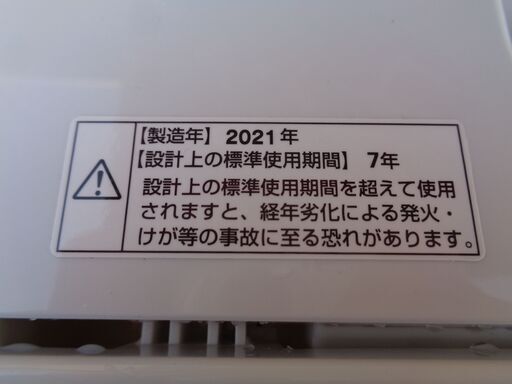 【製造年】 2021年
【設計上の標準使用期間】 7年
設計上の標準使用期間を超えて使用
されますと、経年劣化による発火・
けが等の事故に至る恐れがあります。